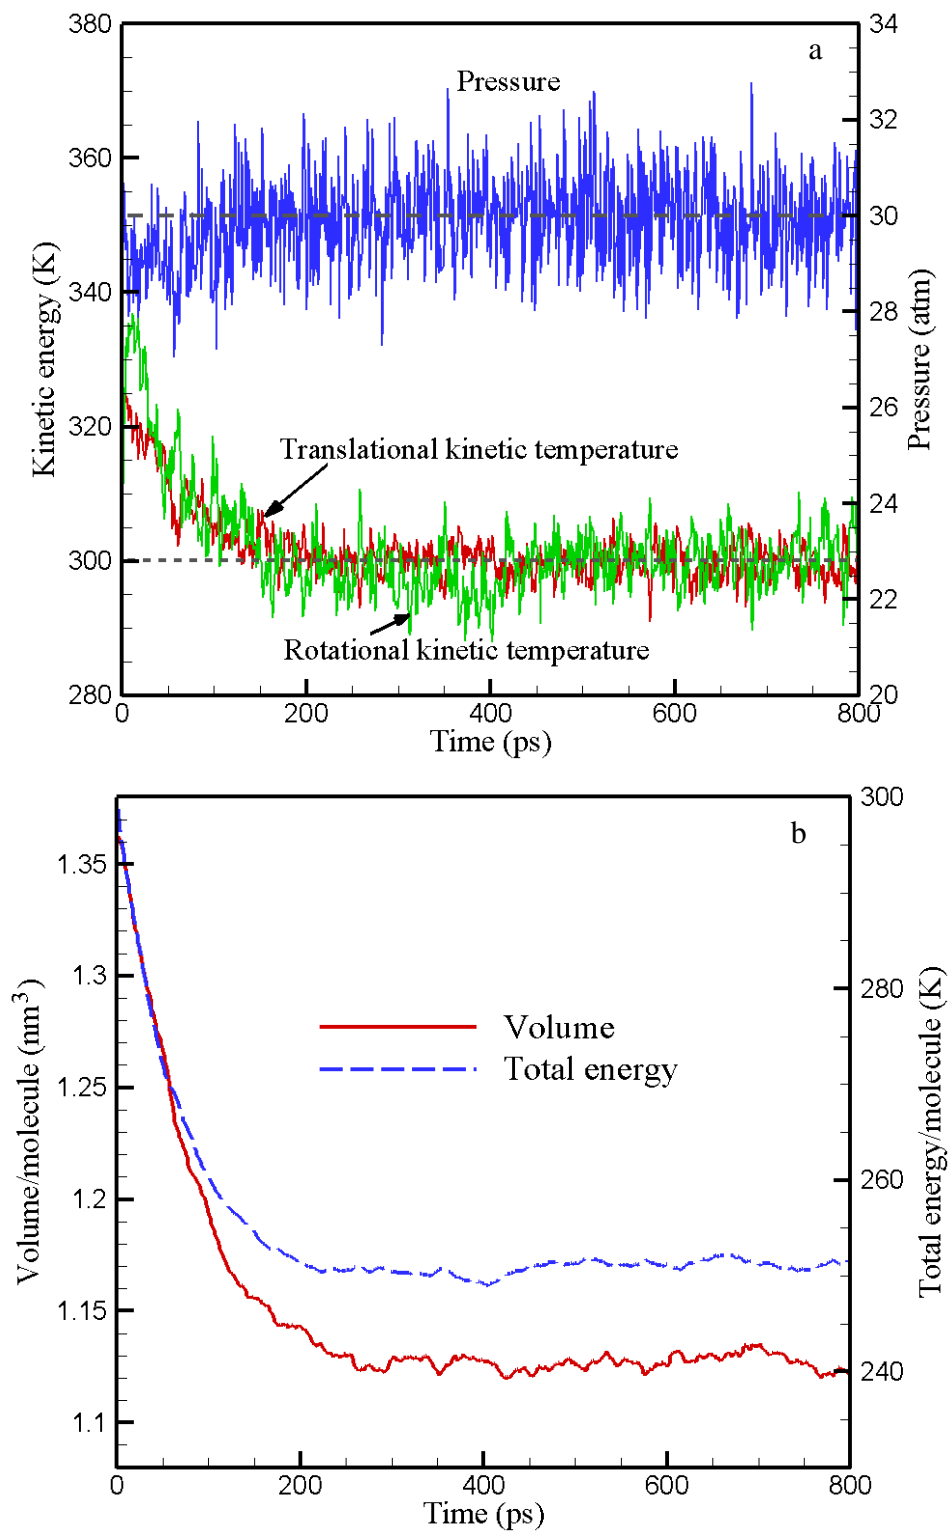 a
Pressure
380
360
340
320
300
280
Kinetic energy (K)
34
32
30
28
26
24
22
20
Pressure (atm)
Translational kinetic temperature
Rotational kinetic temperature
0
200
400
600
800
Time (ps)
b
1.35
1.3
1.25
1.2
1.15
1.1
Volume/molecule (nm³)
300
280
260
240
Total energy/molecule (K)
Volume
Total energy
0
200
400
600
800
Time (ps)